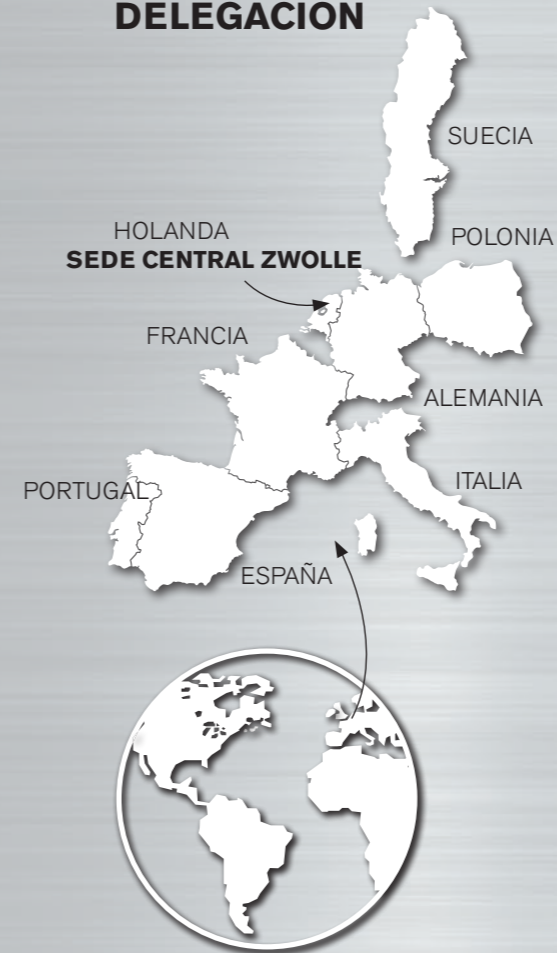 DELEGACION
SUECIA
HOLANDA
POLONIA
SEDE CENTRAL ZWOLLE
FRANCIA
ALEMANIA
ITALIA
PORTUGAL
ESPAÑA